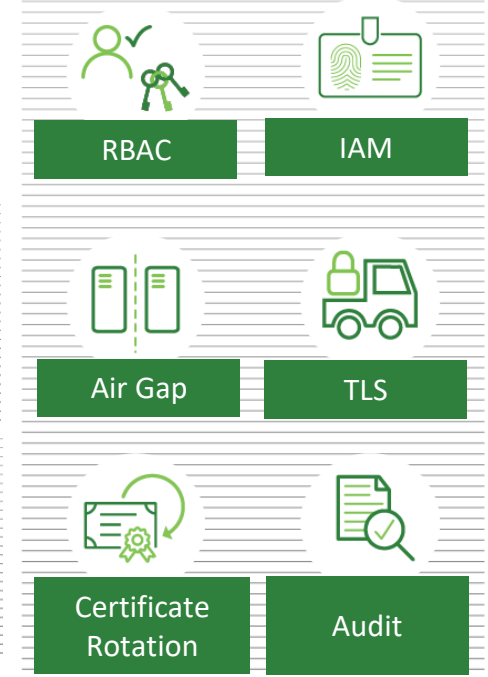 RBAC
IAM
Air Gap
TLS
Certificate
Rotation
Audit